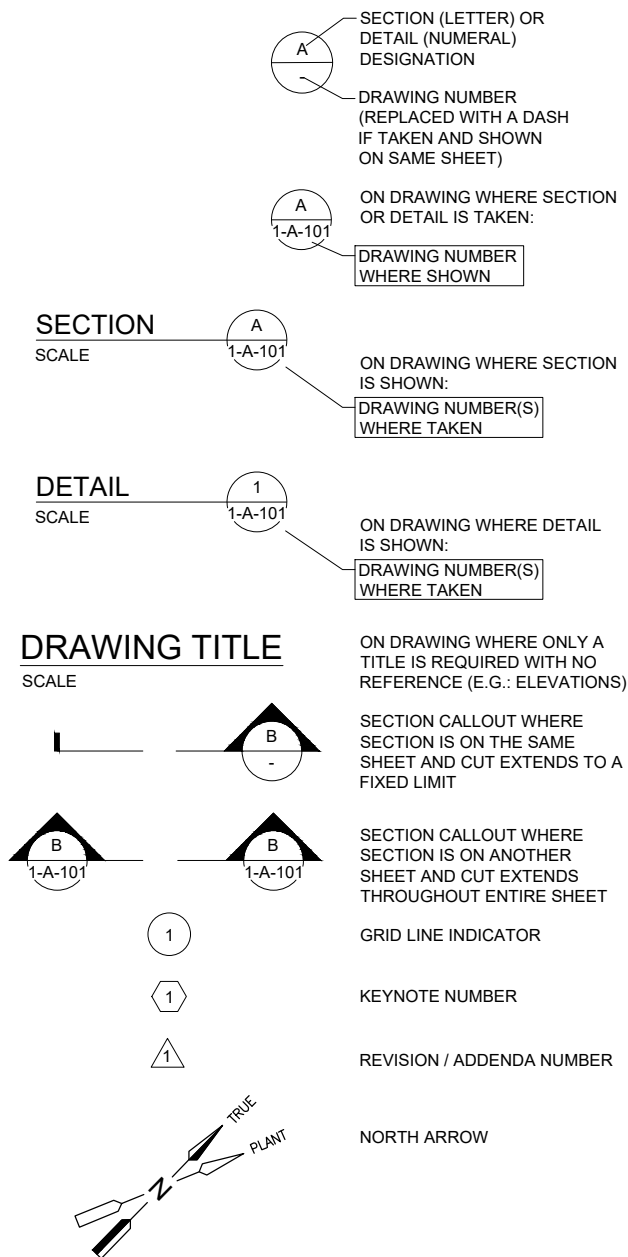 SECTION (LETTER) OR
DETAIL (NUMERAL)
DESIGNATION
A
-
DRAWING NUMBER
(REPLACED WITH A DASH
IF TAKEN AND SHOWN
ON SAME SHEET)
A
1-A-101
ON DRAWING WHERE SECTION
OR DETAIL IS TAKEN:
DRAWING NUMBER
WHERE SHOWN
SECTION
SCALE
A
1-A-101
ON DRAWING WHERE SECTION
IS SHOWN:
DRAWING NUMBER(S)
WHERE TAKEN
DETAIL
SCALE
1
1-A-101
ON DRAWING WHERE DETAIL
IS SHOWN:
DRAWING NUMBER(S)
WHERE TAKEN
DRAWING TITLE
SCALE
ON DRAWING WHERE ONLY A
TITLE IS REQUIRED WITH NO
REFERENCE (E.G.: ELEVATIONS)
B
-
SECTION CALLOUT WHERE
SECTION IS ON THE SAME
SHEET AND CUT EXTENDS TO A
FIXED LIMIT
B
1-A-101
B
1-A-101
SECTION CALLOUT WHERE
SECTION IS ON ANOTHER
SHEET AND CUT EXTENDS
THROUGHOUT ENTIRE SHEET
1
GRID LINE INDICATOR
1
KEYNOTE NUMBER
1
REVISION / ADDENDA NUMBER
TRUE
PLANT
N
NORTH ARROW